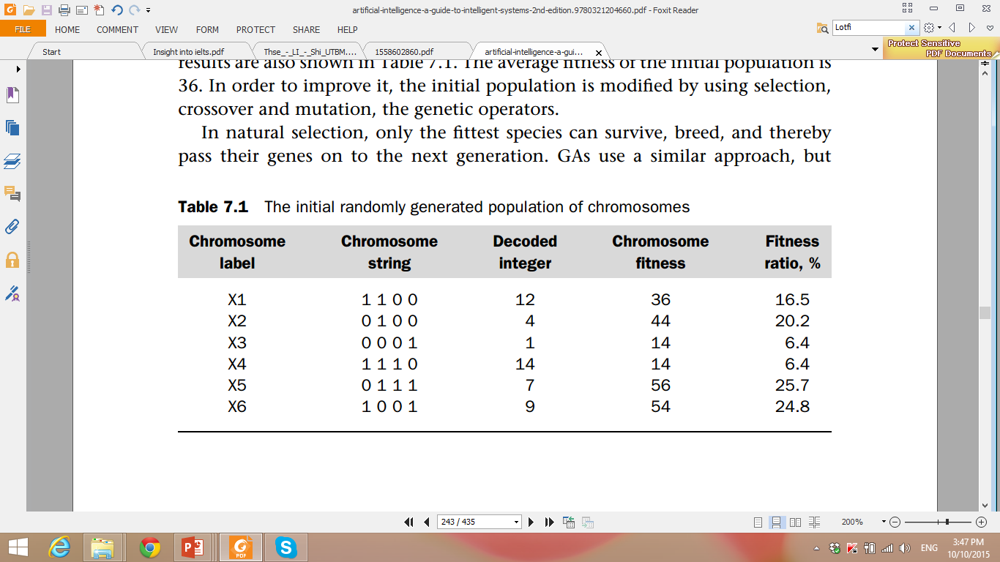 artificial-intelligence-a-guide-to-intelligent-systems-2nd-edition.9780321204660.pdf - Foxit Reader
FILE HOME COMMENT VIEW FORM PROTECT SHARE HELP
Lotfi
Start Insight into ielts.pdf Thse_-_LI_-_Shi_UTBM.... 1558602860.pdf artificial-intelligence-a-gui...
Protect Sensitive
PDF Documents
results are also shown in Table 7.1. The average fitness of the initial population is
36. In order to improve it, the initial population is modified by using selection,
crossover and mutation, the genetic operators.
In natural selection, only the fittest species can survive, breed, and thereby
pass their genes on to the next generation. GAs use a similar approach, but
Table 7.1 The initial randomly generated population of chromosomes
Chromosome Chromosome Decoded Chromosome Fitness
label string integer fitness ratio, %
X1 1 1 0 0 12 36 16.5
X2 0 1 0 0 4 44 20.2
X3 0 0 0 1 1 14 6.4
X4 1 1 1 0 14 14 6.4
X5 0 1 1 1 7 56 25.7
X6 1 0 0 1 9 54 24.8
243 / 435
200%
ENG
3:47 PM
10/10/2015